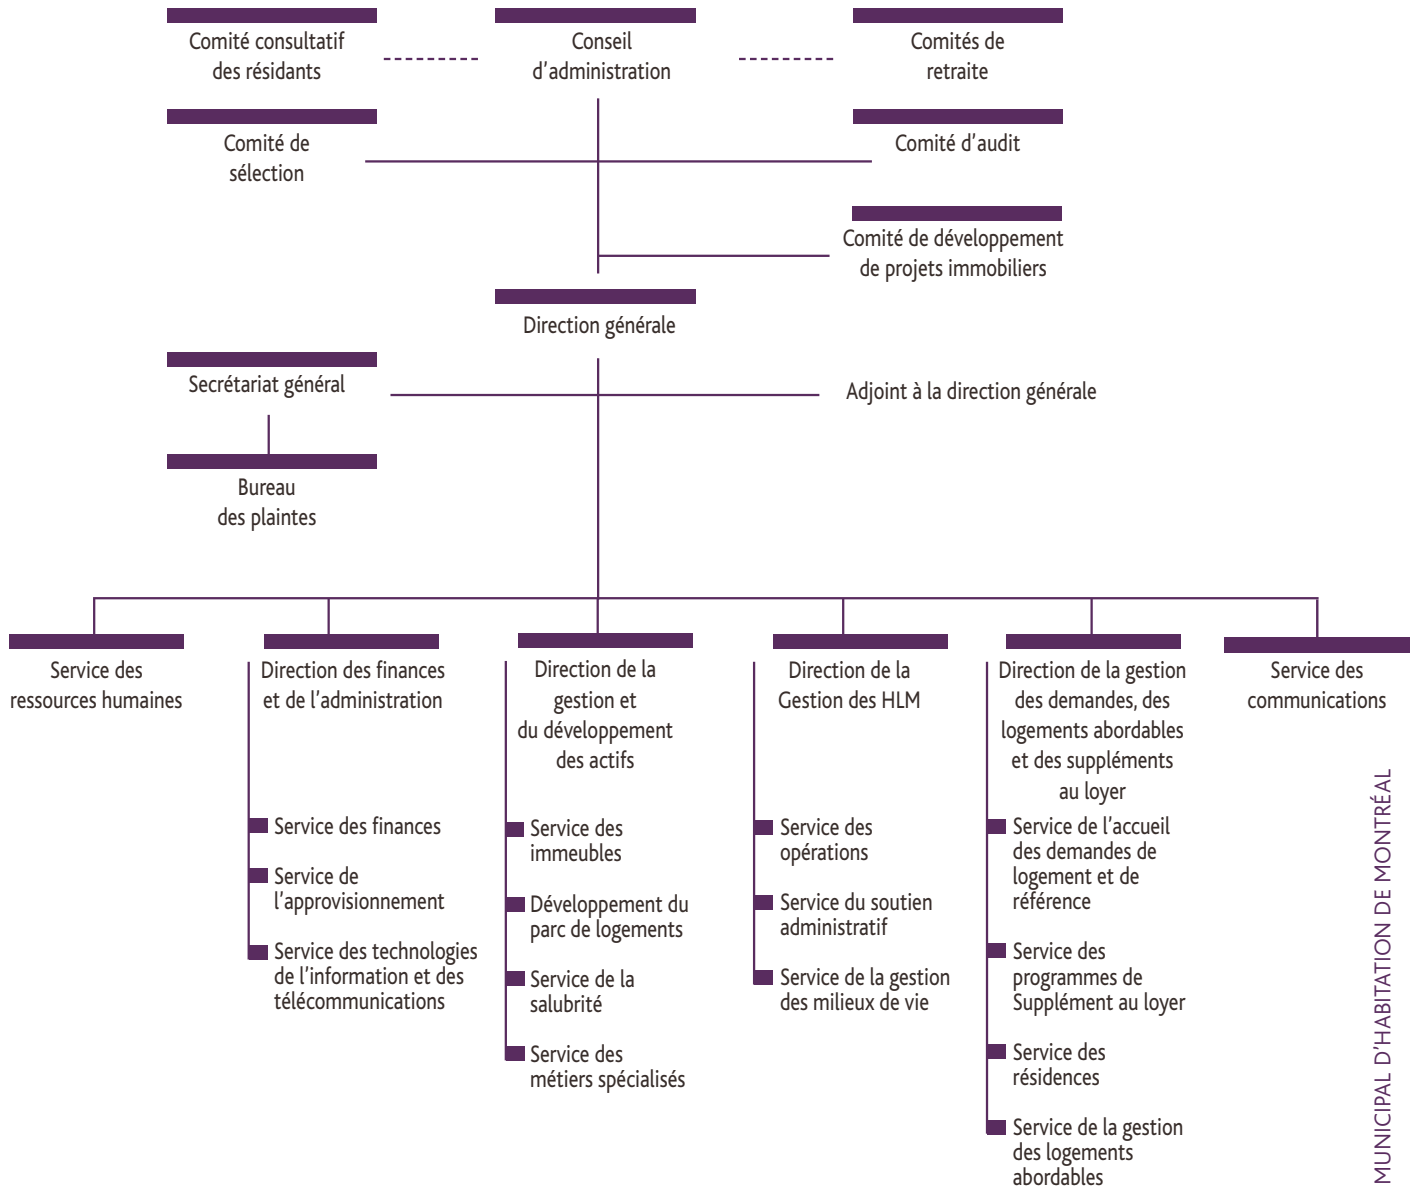 Comité consultatif
des résidants
Conseil
d'administration
Comités de
retraite
Comité de
sélection
Comité d'audit
Comité de développement
de projets immobiliers
Direction générale
Secrétariat général
Adjoint à la direction générale
Bureau
des plaintes
Service des
ressources humaines
Direction des finances
et de l'administration
Service des finances
Service de
l'approvisionnement
Service des technologies
de l'information et des
télécommunications
Direction de la
gestion et
du développement
des actifs
Service des
immeubles
Développement du
parc de logements
Service de la
salubrité
Service des
métiers spécialisés
Direction de la
Gestion des HLM
Service des
opérations
Service du soutien
administratif
Service de la gestion
des milieux de vie
Direction de la gestion
des demandes, des
logements abordables
et des suppléments
au loyer
Service de l'accueil
des demandes de
logement et de
référence
Service des
programmes de
Supplément au loyer
Service des
résidences
Service de la gestion
des logements
abordables
Service des
communications
MUNICIPAL D'HABITATION DE MONTRÉAL